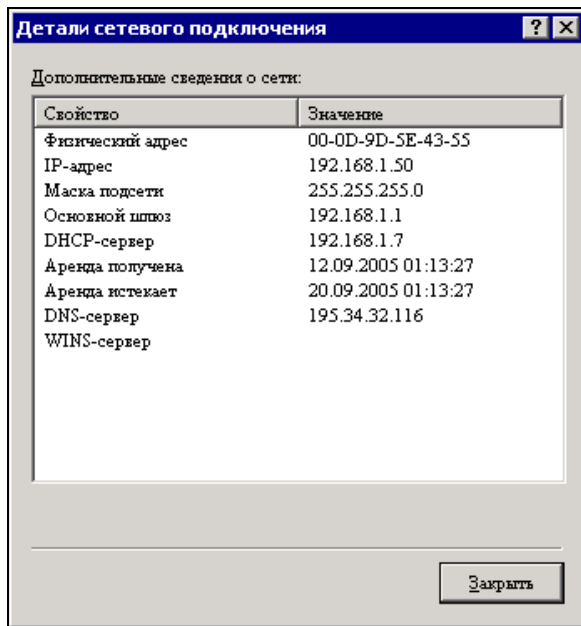 Детали сетевого подключения
Дополнительные сведения о сети:
Свойство Значение
Физический адрес 00-0D-9D-5E-43-55
IP-адрес 192.168.1.50
Маска подсети 255.255.255.0
Основной шлюз 192.168.1.1
DHCP-сервер 192.168.1.7
Аренда получена 12.09.2005 01:13:27
Аренда истекает 20.09.2005 01:13:27
DNS-сервер 195.34.32.116
WINS-сервер
Закрыть